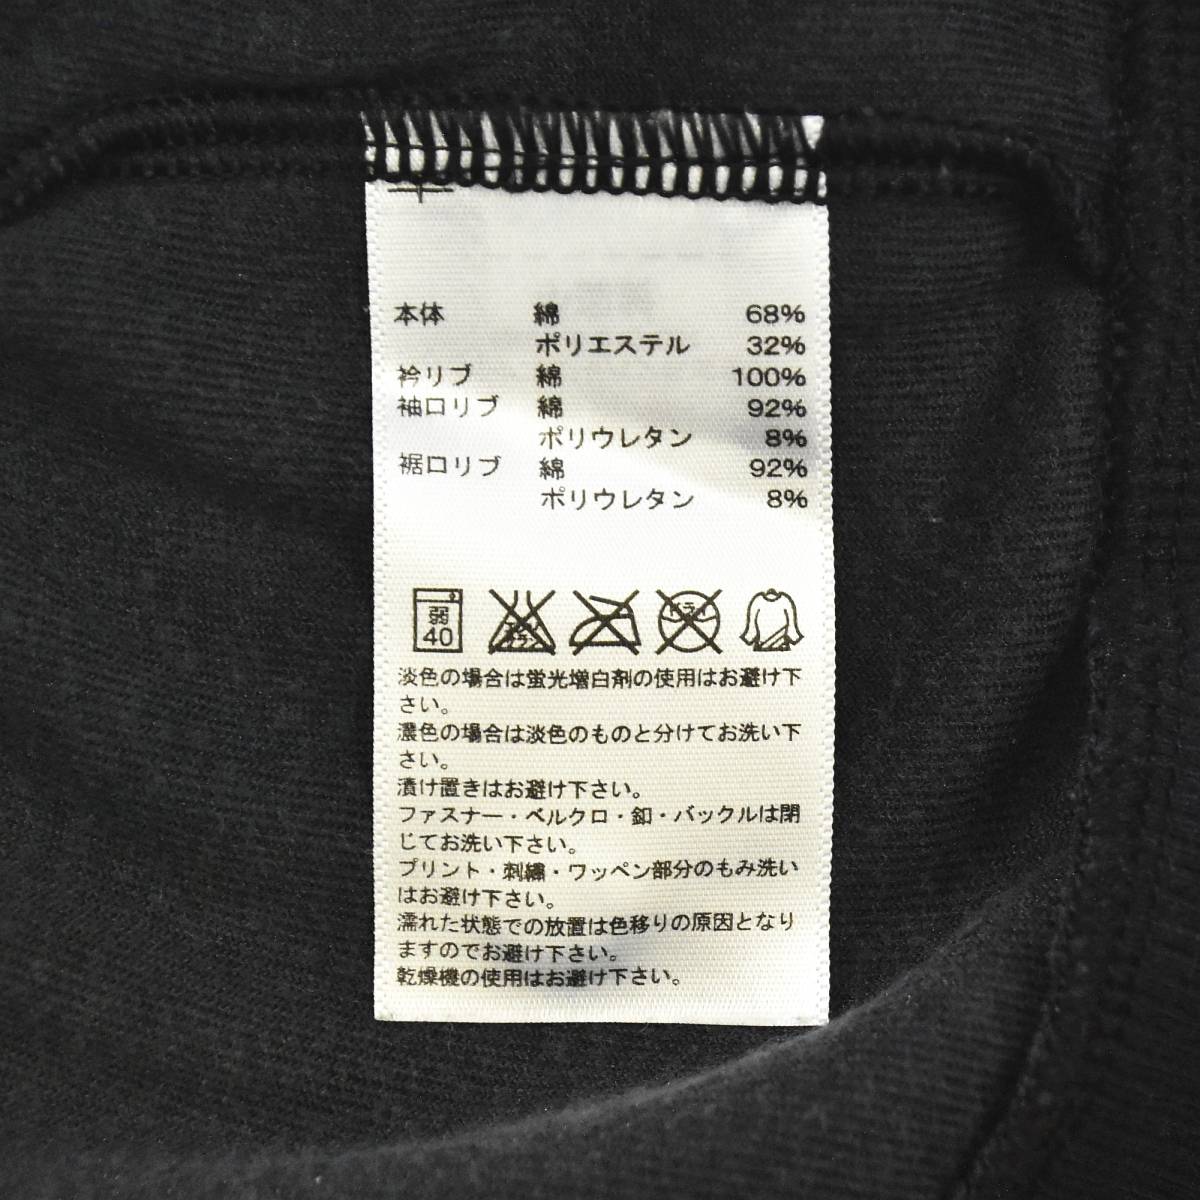 本体 綿 68%
ポリエステル 32%
衿リブ 綿 100%
袖口リブ 綿 92%
ポリウレタン 8%
裾口リブ 綿 92%
ポリウレタン 8%
弱
40
ドライ
淡色の場合は蛍光増白剤の使用はお避け下
さい。
濃色の場合は淡色のものと分けてお洗い下
さい。
漬け置きはお避け下さい。
ファスナー・ベルクロ・釦・バックルは閉
じてお洗い下さい。
プリント・刺繍・ワッペン部分のもみ洗い
はお避け下さい。
濡れた状態での放置は色移りの原因となり
ますのでお避け下さい。
乾燥機の使用はお避け下さい。